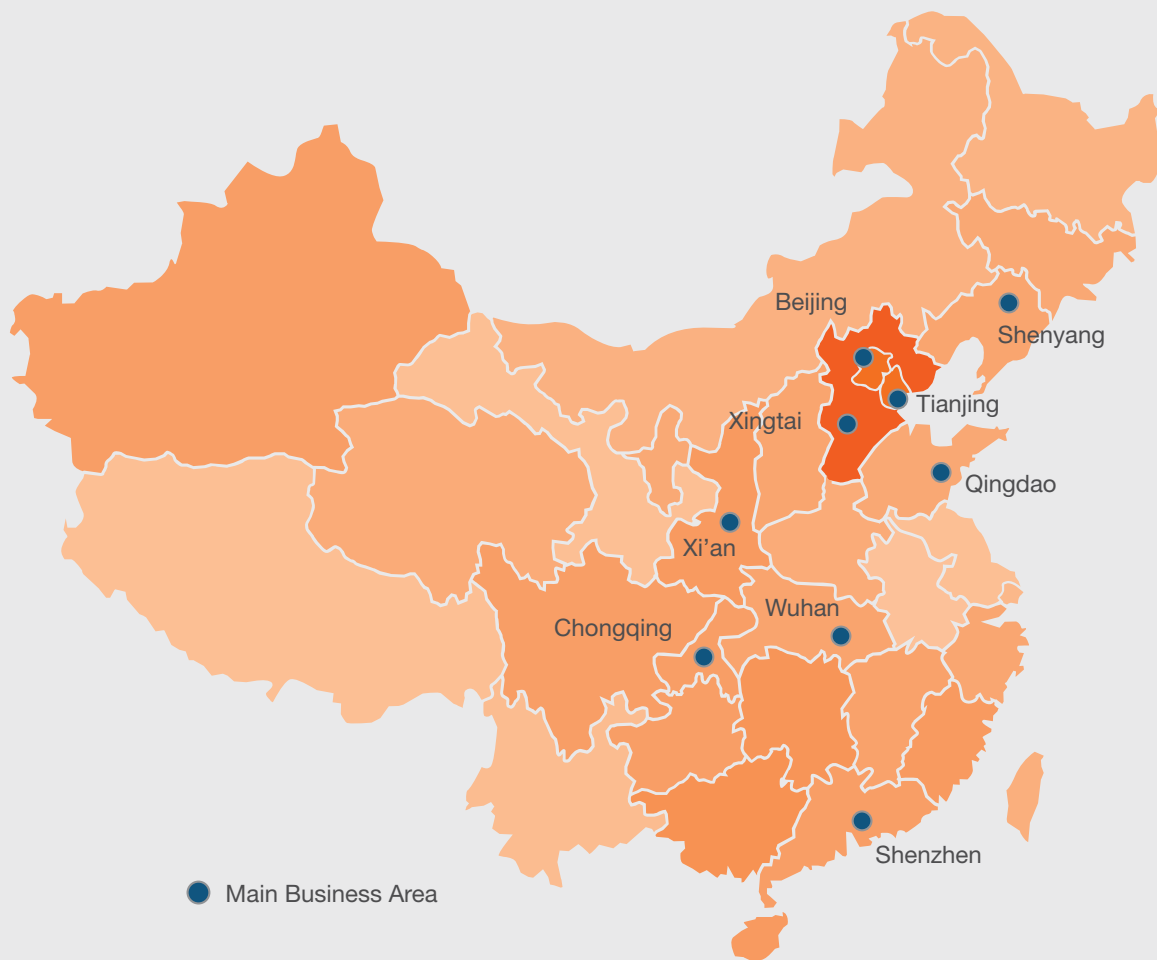 Beijing
Shenyang
Tianjing
Xingtai
Qingdao
Xi’an
Wuhan
Chongqing
Shenzhen
Main Business Area